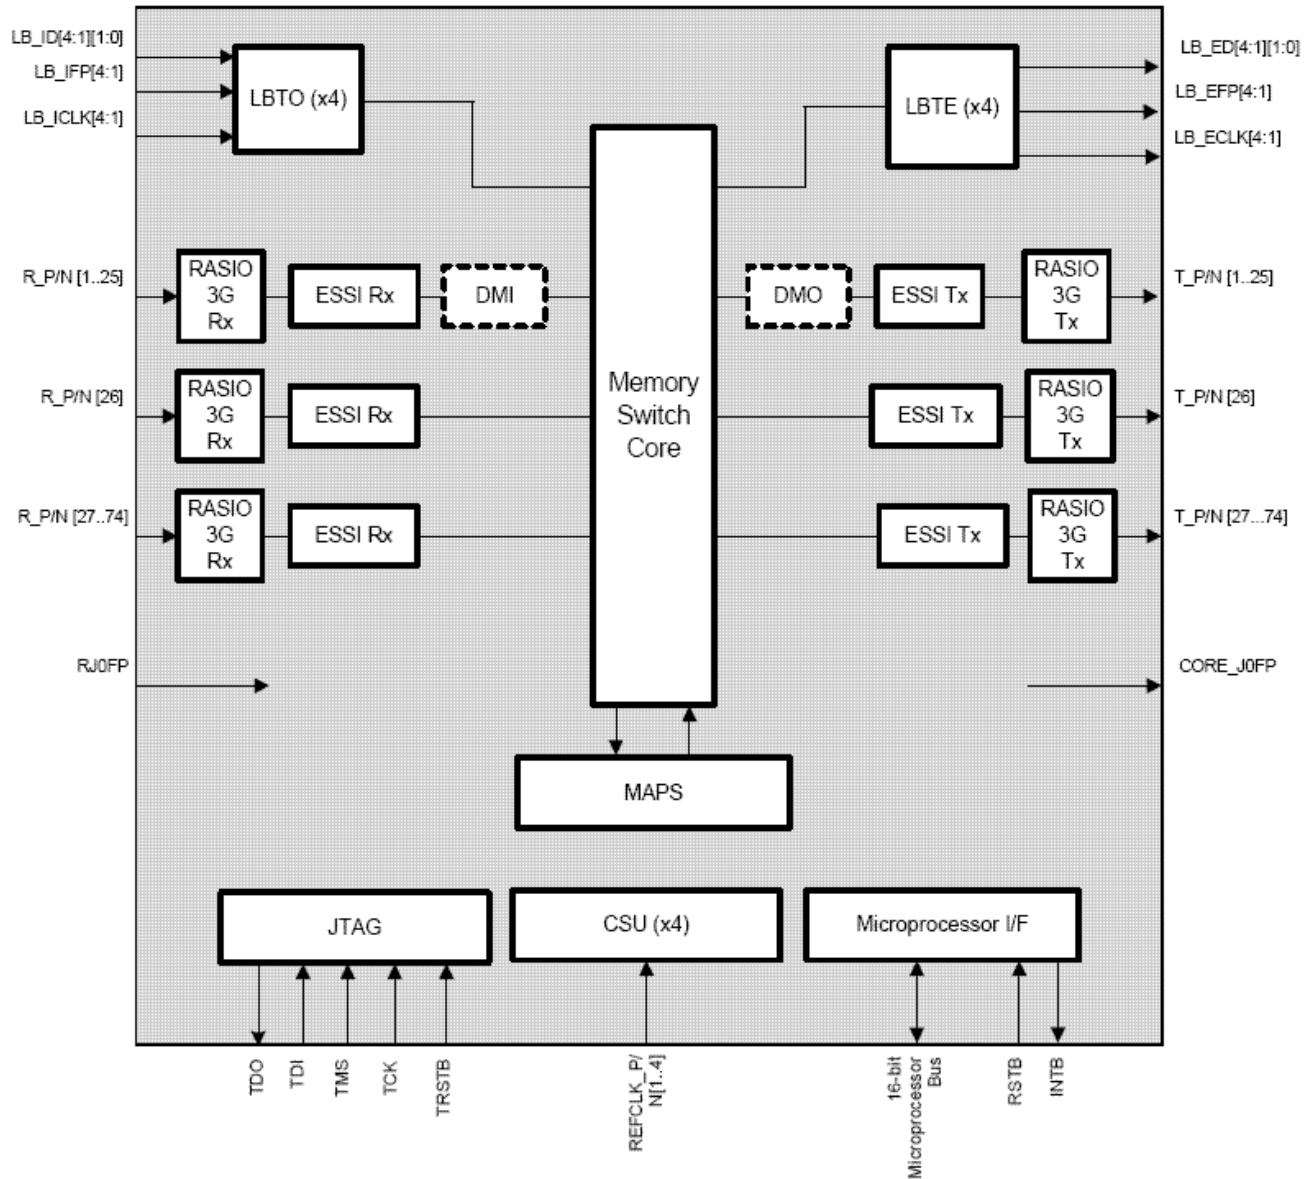 LB_ID[4:1][1:0]
LB_IFP[4:1]
LB_ICLK[4:1]
LBTO (x4)
LBTE (x4)
LB_ED[4:1][1:0]
LB_EFP[4:1]
LB_ECLK[4:1]
R_P/N [1..25]
RASIO
3G
Rx
ESSI Rx
DMI
DMO
ESSI Tx
RASIO
3G
Tx
T_P/N [1..25]
R_P/N [26]
RASIO
3G
Rx
ESSI Rx
Memory
Switch
Core
ESSI Tx
RASIO
3G
Tx
T_P/N [26]
R_P/N [27..74]
RASIO
3G
Rx
ESSI Rx
ESSI Tx
RASIO
3G
Tx
T_P/N [27...74]
RJ0FP
CORE_J0FP
MAPS
JTAG
CSU (x4)
Microprocessor I/F
TDO
TDI
TMS
TCK
TRSTB
REFCLK_P/
N[1..4]
16-bit
Microprocessor
Bus
RSTB
INTB